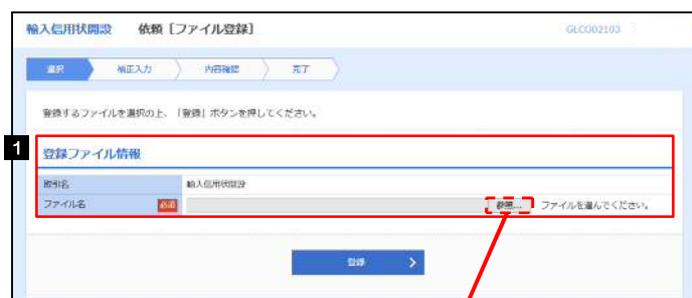 輸入信用状開設 依頼［ファイル登録］ GLCO02103
選択 補正入力 内容確認 完了
登録するファイルを選択の上、「登録」ボタンを押してください。
1
登録ファイル情報
取引名 輸入信用状開設
ファイル名 必須 参照... ファイルを選んでください。
登録